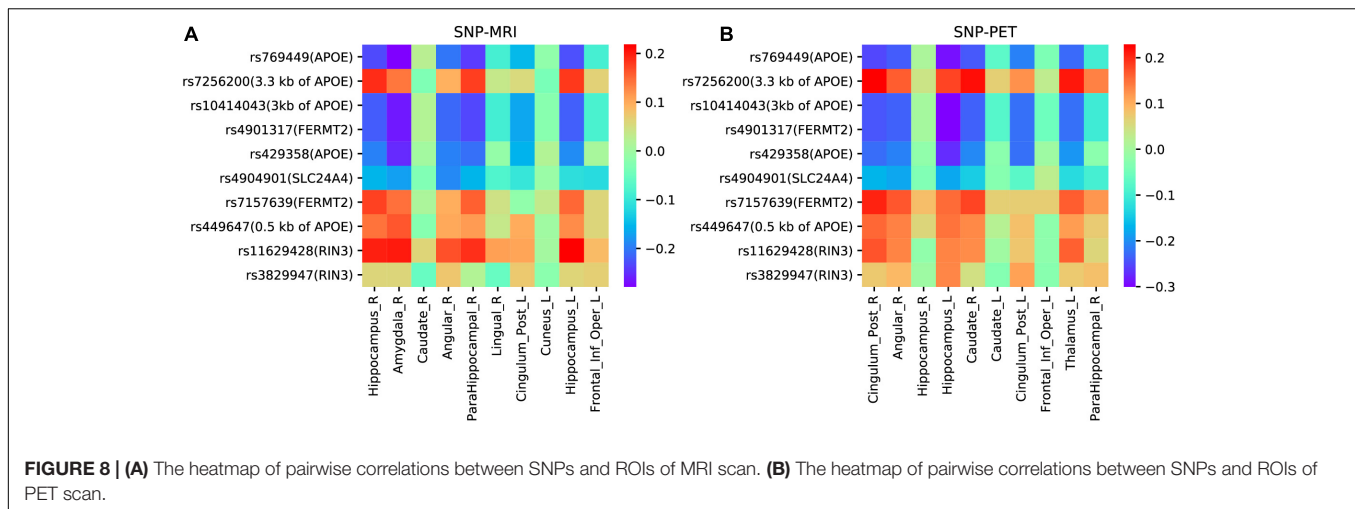 A
SNP-MRI
rs769449(APOE)
rs7256200(3.3 kb of APOE)
rs10414043(3kb of APOE)
rs4901317(FERMT2)
rs429358(APOE)
rs4904901(SLC24A4)
rs7157639(FERMT2)
rs449647(0.5 kb of APOE)
rs11629428(RIN3)
rs3829947(RIN3)
Hippocampus_R
Amygdala_R
Caudate_R
Angular_R
ParaHippocampal_R
Lingual_R
Cingulum_Post_L
Cuneus_L
Hippocampus_L
Frontal_Inf_Oper_L
0.2
0.1
0.0
−0.1
−0.2
B
SNP-PET
rs769449(APOE)
rs7256200(3.3 kb of APOE)
rs10414043(3kb of APOE)
rs4901317(FERMT2)
rs429358(APOE)
rs4904901(SLC24A4)
rs7157639(FERMT2)
rs449647(0.5 kb of APOE)
rs11629428(RIN3)
rs3829947(RIN3)
Cingulum_Post_R
Angular_R
Hippocampus_R
Hippocampus_L
Caudate_R
Caudate_L
Cingulum_Post_L
Frontal_Inf_Oper_L
Thalamus_L
ParaHippocampal_R
0.2
0.1
0.0
−0.1
−0.2
−0.3
FIGURE 8 | (A) The heatmap of pairwise correlations between SNPs and ROIs of MRI scan. (B) The heatmap of pairwise correlations between SNPs and ROIs of
PET scan.